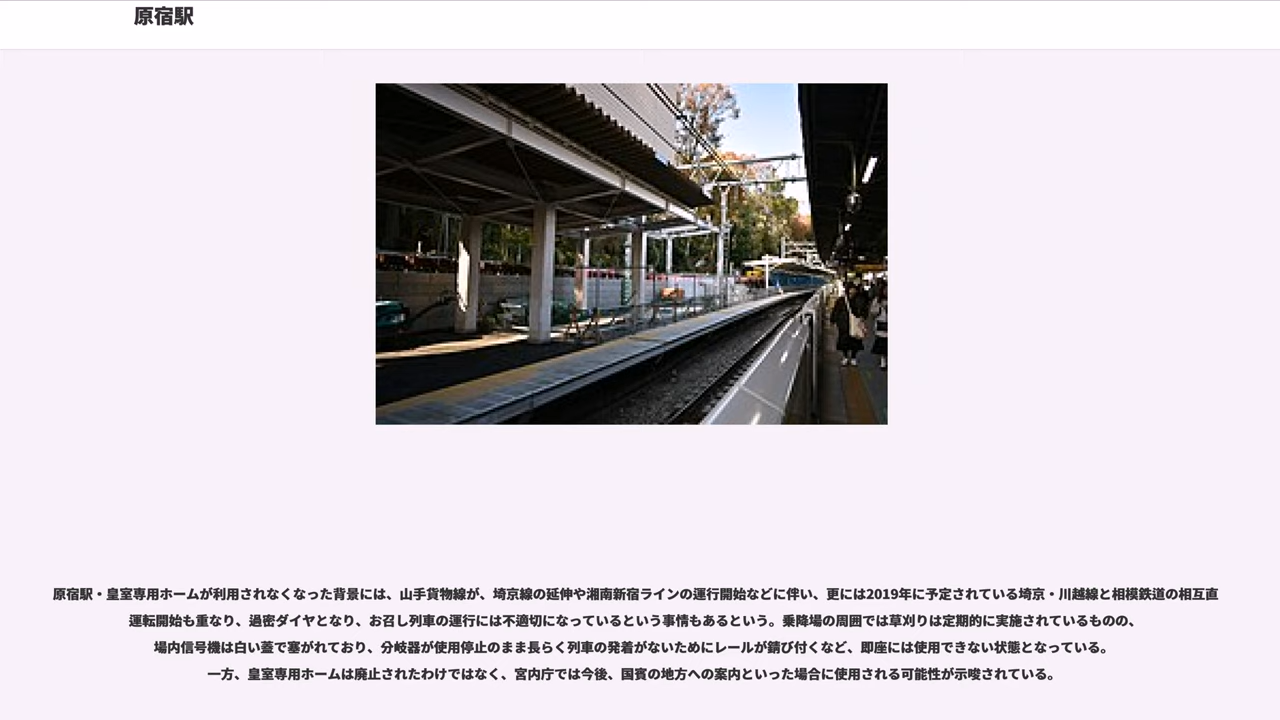 原宿駅
原宿駅・皇室専用ホームが利用されなくなった背景には、山手貨物線が、埼京線の延伸や湘南新宿ラインの運行開始などに伴い、更には2019年に予定されている埼京・川越線と相模鉄道の相互直
運転開始も重なり、過密ダイヤとなり、お召し列車の運行には不適切になっているという事情もあるという。乗降場の周囲では草刈りは定期的に実施されているものの、
場内信号機は白い蓋で塞がれており、分岐器が使用停止のまま長らく列車の発着がないためにレールが錆び付くなど、即座には使用できない状態となっている。
一方、皇室専用ホームは廃止されたわけではなく、宮内庁では今後、国賓の地方への案内といった場合に使用される可能性が示唆されている。